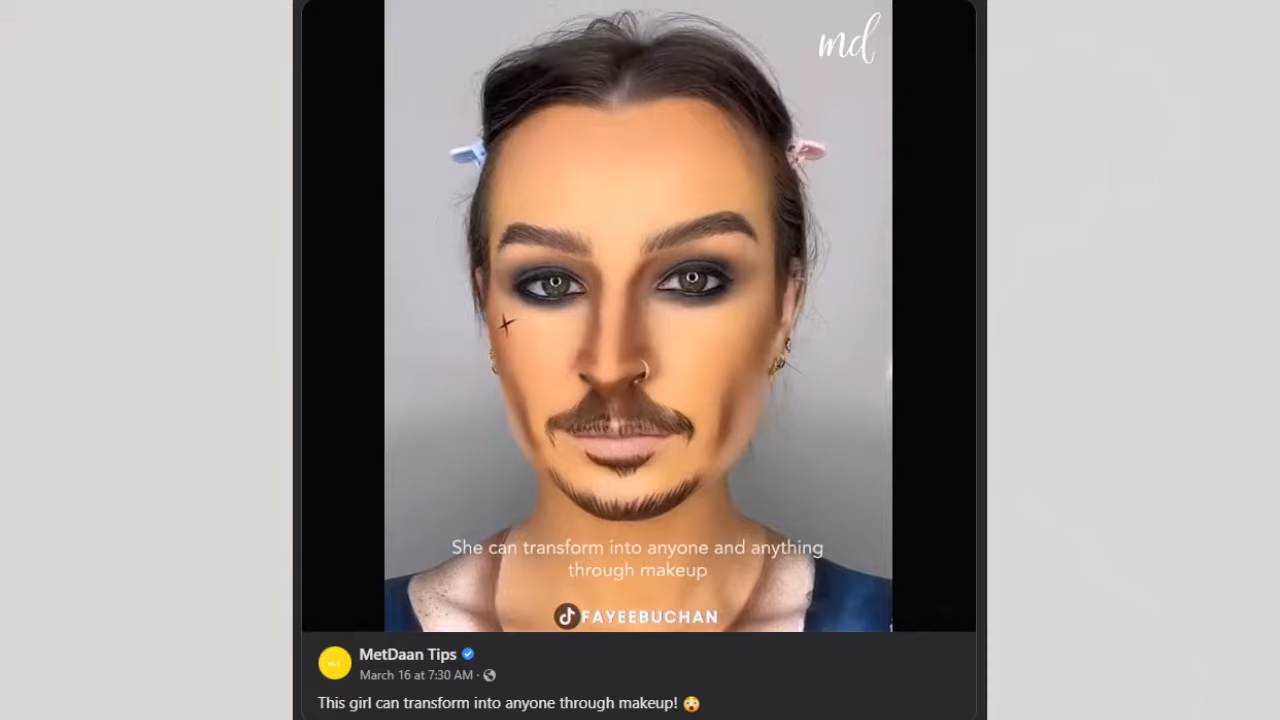 md
She can transform into anyone and anything
through makeup
FAYEEBUCHAN
MetDaan Tips
March 16 at 7:30 AM ·
This girl can transform into anyone through makeup! 😲